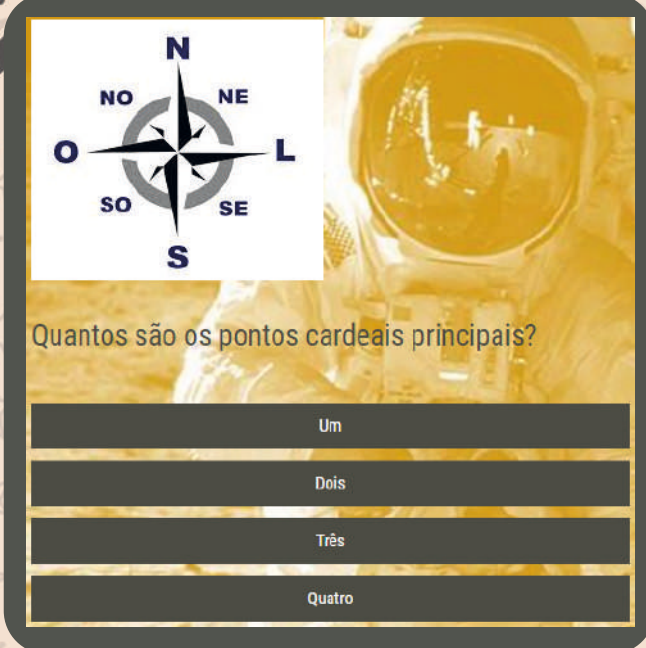 N
NO NE
O L
SO SE
S
Quantos são os pontos cardeais principais?
Um
Dois
Três
Quatro